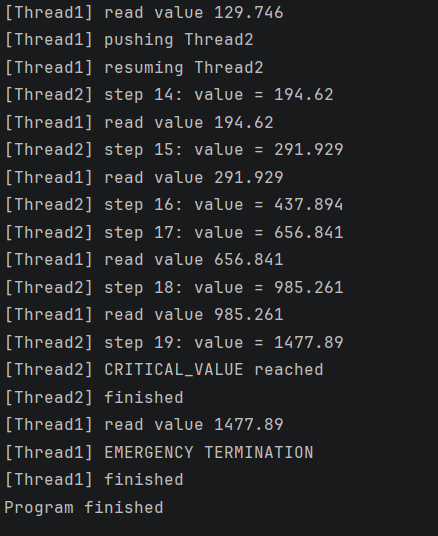 [Thread1] read value 129.746
[Thread1] pushing Thread2
[Thread1] resuming Thread2
[Thread2] step 14: value = 194.62
[Thread1] read value 194.62
[Thread2] step 15: value = 291.929
[Thread1] read value 291.929
[Thread2] step 16: value = 437.894
[Thread2] step 17: value = 656.841
[Thread1] read value 656.841
[Thread2] step 18: value = 985.261
[Thread1] read value 985.261
[Thread2] step 19: value = 1477.89
[Thread2] CRITICAL_VALUE reached
[Thread2] finished
[Thread1] read value 1477.89
[Thread1] EMERGENCY TERMINATION
[Thread1] finished
Program finished